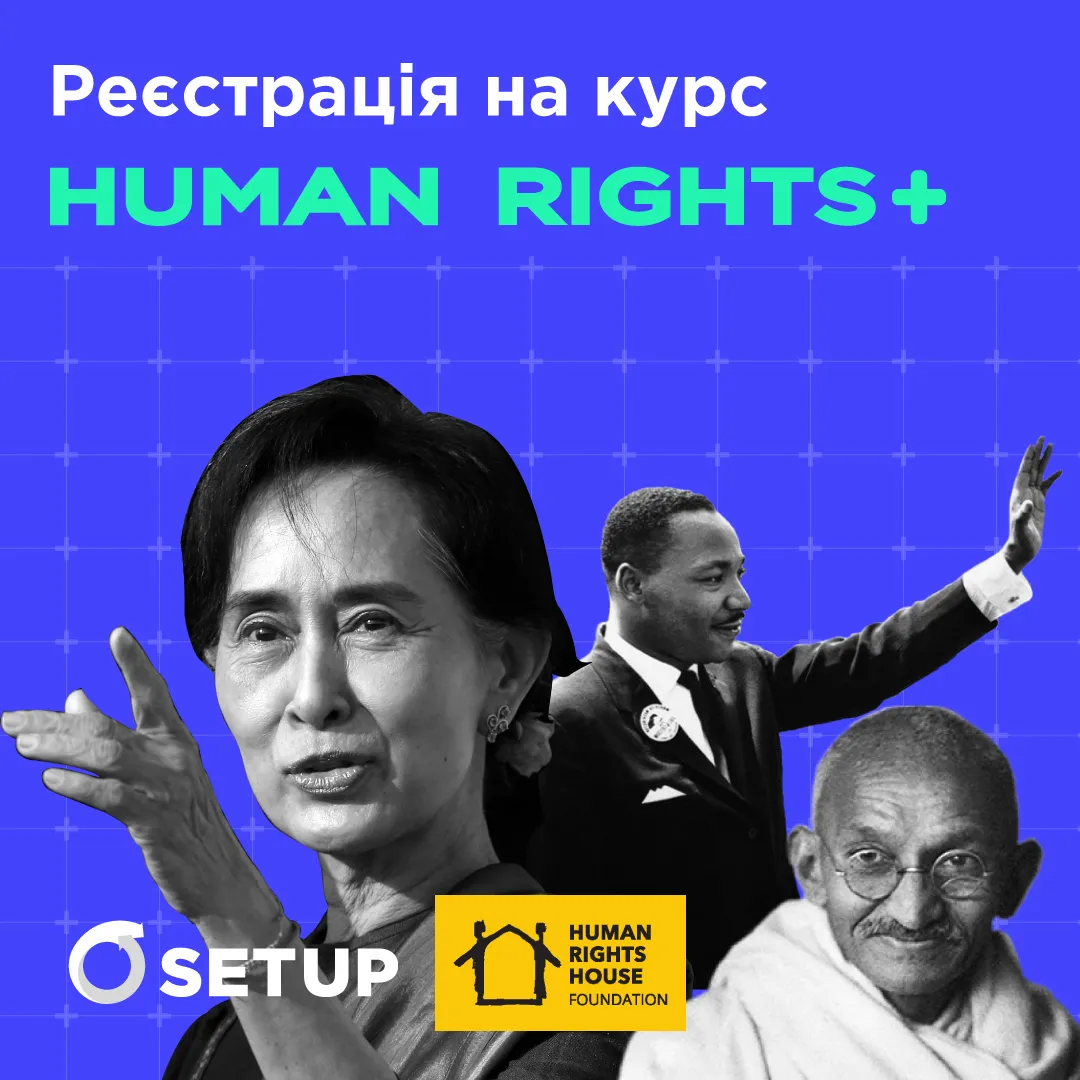 Реєстрація на курс
HUMAN RIGHTS+
SETUP
HUMAN
RIGHTS
HOUSE
FOUNDATION